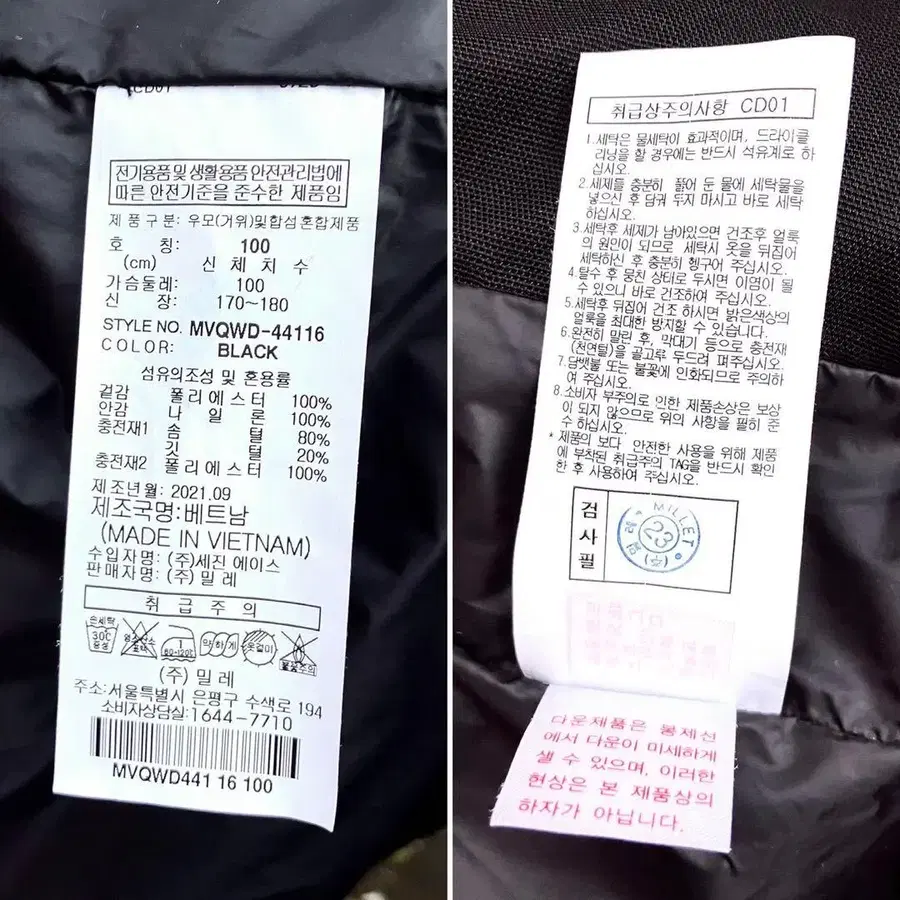 CD01
전기용품및 생활용품 안전관리법에
따른 안전기준을 준수한 제품임
제 품 구 분: 우모(거위)및합섬혼합제품
호 칭: 100
(cm) 신 체 치 수
가슴둘레: 100
신 장: 170~180
STYLE NO. MVQWD-44116
COLOR: BLACK
섬유의조성 및 혼용률
겉감 폴리에스터 100%
안감 나 일 론 100%
충전재1 솜 털 80%
깃 털 20%
충전재2 폴리에스터 100%
제 조년월: 2021.09
제조국명:베트남
(MADE IN VIETNAM)
수입자명: (주)세진 에이스
판매자명: (주) 밀 레
취 급 주 의
손세탁
30℃
중성
염소산소
표백
80~120℃
약하게
옷걸이
(주) 밀 레
주소:서울특별시 은평구 수색로 194
소비자상담실:1644-7710
MVQWD441 16 100
취급상주의사항 CD01
1.세탁은 물세탁이 효과적이며, 드라이클
리닝을 할 경우에는 반드시 석유계로 하
십시오.
2.세제를 충분히 풀어 둔 물에 세탁물을
넣으신 후 담궈 두지 마시고 바로 세탁
하십시오.
3.세탁후 세제가 남아있으면 건조후 얼룩
의 원인이 되므로 세탁시 옷을 뒤집어
세탁하신 후 충분히 헹구어 주십시오.
4.탈수 후 뭉친 상태로 두시면 이염이 될
수 있으니 바로 건조하여 주십시오.
5.세탁후 뒤집어 건조 하시면 밝은색상의
얼룩을 최대한 방지할 수 있습니다.
6.완전히 말린 후, 막대기 등으로 충전재
(천연털)을 골고루 두드려 펴주십시오.
7.담뱃불 또는 불꽃에 인화되므로 주의하
여 주십시오.
8.소비자 부주의로 인한 제품손상은 보상
이 되지 않으므로 위의 사항을 필히 준
수 하십시오.
* 제품의 보다 안전한 사용을 위해 제품
에 부착된 취급주의 TAG를 반드시 확인
한 후 사용하여 주십시오.
검사필
MILLET
23
다운제품은 봉제선
에서 다운이 미세하게
샐 수 있으며, 이러한
현상은 본 제품상의
하자가 아닙니다.